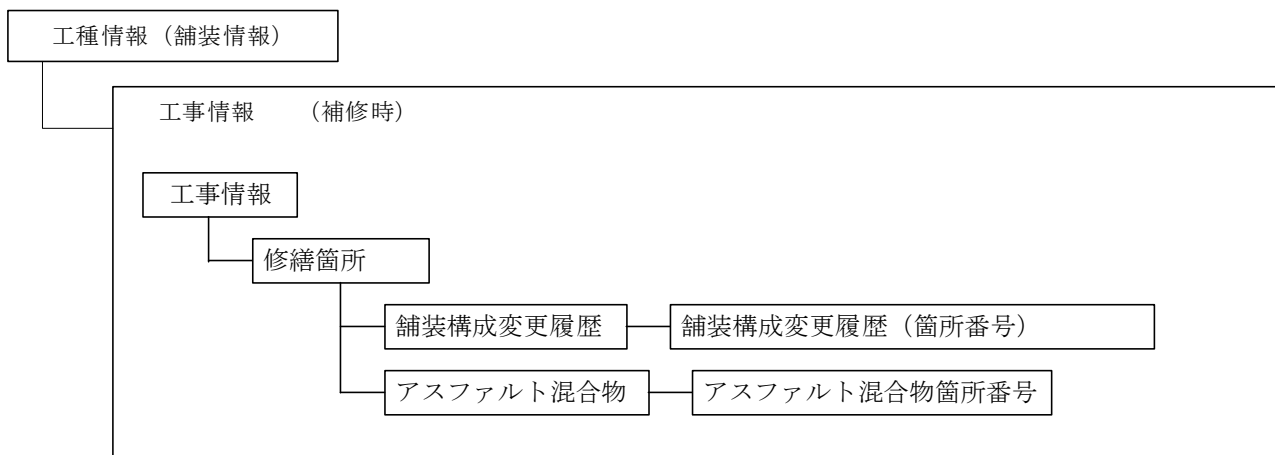 工種情報（舗装情報）
工事情報　　（補修時）
工事情報
修繕箇所
舗装構成変更履歴
舗装構成変更履歴（箇所番号）
アスファルト混合物
アスファルト混合物箇所番号